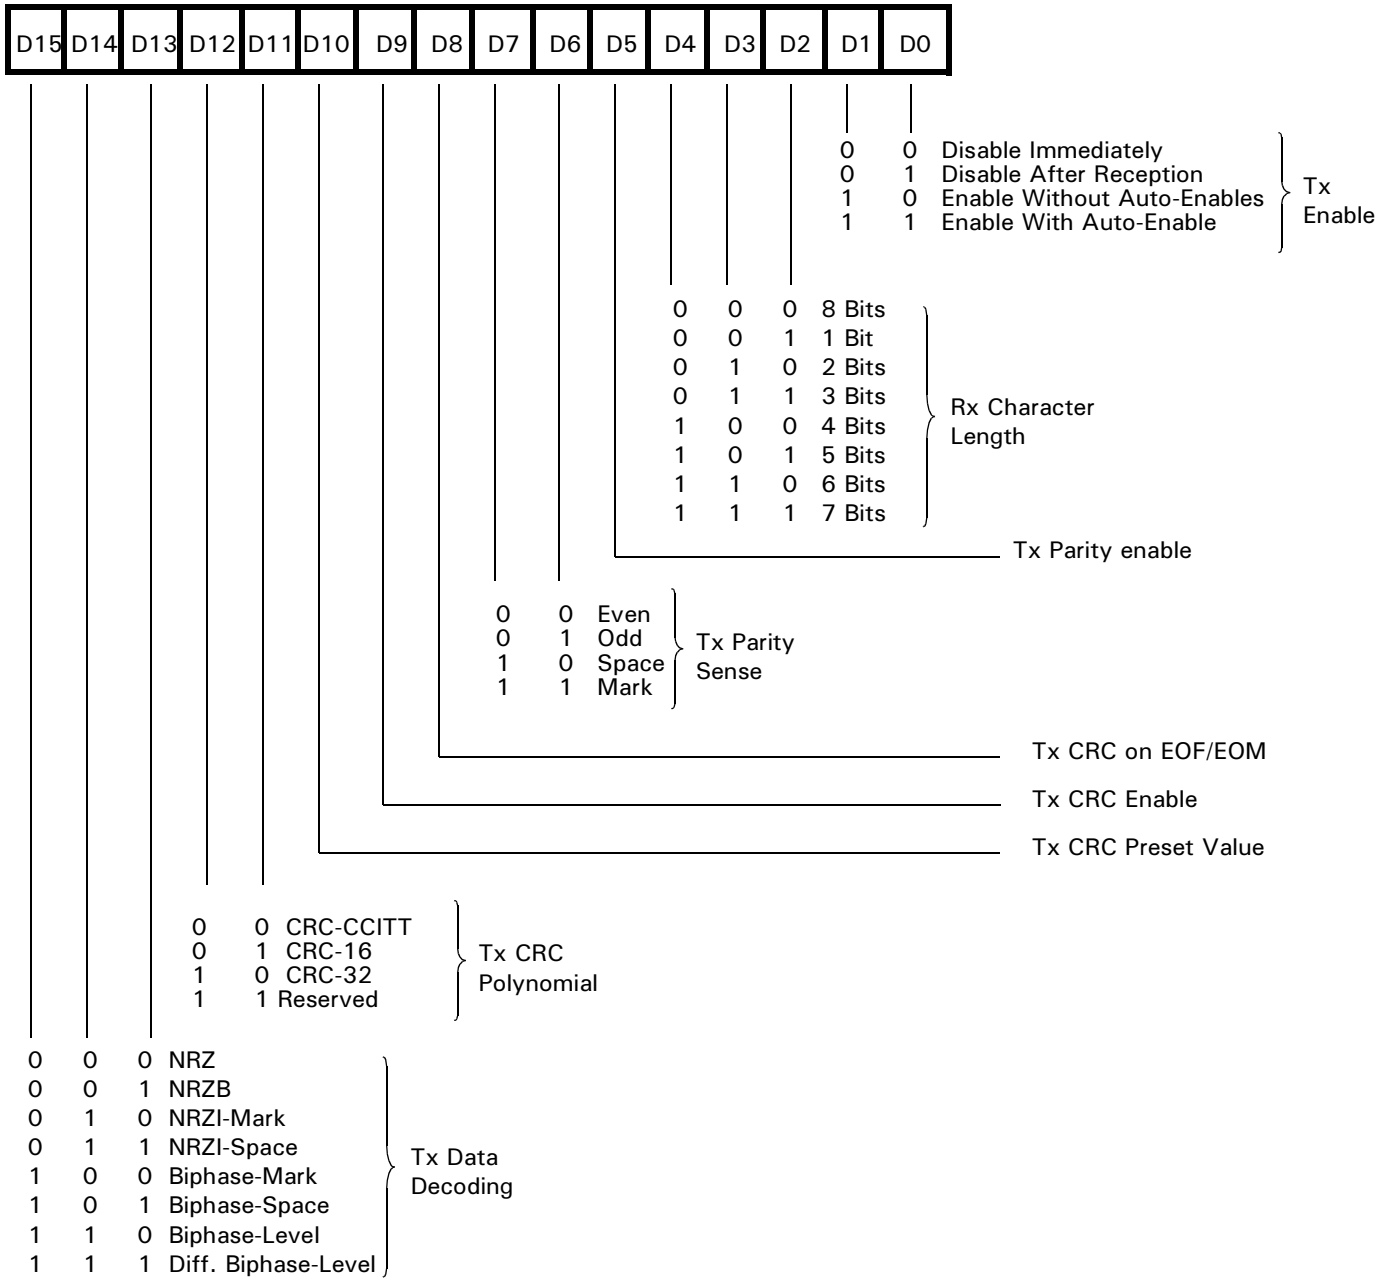 D15 D14 D13 D12 D11 D10 D9 D8 D7 D6 D5 D4 D3 D2 D1 D0
0 0 Disable Immediately
0 1 Disable After Reception
1 0 Enable Without Auto-Enables
1 1 Enable With Auto-Enable
Tx
Enable
0 0 0 8 Bits
0 0 1 1 Bit
0 1 0 2 Bits
0 1 1 3 Bits
1 0 0 4 Bits
1 0 1 5 Bits
1 1 0 6 Bits
1 1 1 7 Bits
Rx Character
Length
Tx Parity enable
0 0 Even
0 1 Odd
1 0 Space
1 1 Mark
Tx Parity
Sense
Tx CRC on EOF/EOM
Tx CRC Enable
Tx CRC Preset Value
0 0 CRC-CCITT
0 1 CRC-16
1 0 CRC-32
1 1 Reserved
Tx CRC
Polynomial
0 0 0 NRZ
0 0 1 NRZB
0 1 0 NRZI-Mark
0 1 1 NRZI-Space
1 0 0 Biphase-Mark
1 0 1 Biphase-Space
1 1 0 Biphase-Level
1 1 1 Diff. Biphase-Level
Tx Data
Decoding